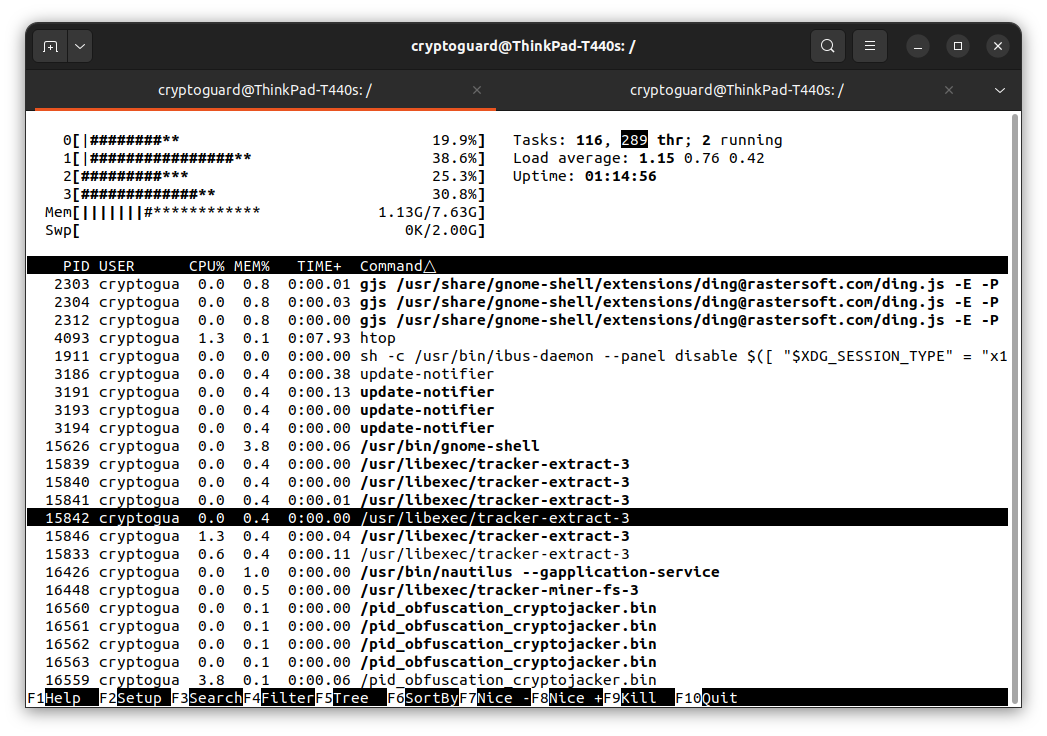 cryptoguard@ThinkPad-T440s: /
cryptoguard@ThinkPad-T440s: /
cryptoguard@ThinkPad-T440s: /
0[|########** 19.9%] Tasks: 116, 289 thr; 2 running
1[|################** 38.6%] Load average: 1.15 0.76 0.42
2[#########*** 25.3%] Uptime: 01:14:56
3[#############** 30.8%]
Mem[|||||||#************ 1.13G/7.63G]
Swp[ 0K/2.00G]
PID USER CPU% MEM% TIME+ Command△
2303 cryptogua 0.0 0.8 0:00.01 gjs /usr/share/gnome-shell/extensions/ding@rastersoft.com/ding.js -E -P
2304 cryptogua 0.0 0.8 0:00.03 gjs /usr/share/gnome-shell/extensions/ding@rastersoft.com/ding.js -E -P
2312 cryptogua 0.0 0.8 0:00.00 gjs /usr/share/gnome-shell/extensions/ding@rastersoft.com/ding.js -E -P
4093 cryptogua 1.3 0.1 0:07.93 htop
1911 cryptogua 0.0 0.0 0:00.00 sh -c /usr/bin/ibus-daemon --panel disable $([ "$XDG_SESSION_TYPE" = "x1
3186 cryptogua 0.0 0.4 0:00.38 update-notifier
3191 cryptogua 0.0 0.4 0:00.13 update-notifier
3193 cryptogua 0.0 0.4 0:00.00 update-notifier
3194 cryptogua 0.0 0.4 0:00.00 update-notifier
15626 cryptogua 0.0 3.8 0:00.06 /usr/bin/gnome-shell
15839 cryptogua 0.0 0.4 0:00.00 /usr/libexec/tracker-extract-3
15840 cryptogua 0.0 0.4 0:00.00 /usr/libexec/tracker-extract-3
15841 cryptogua 0.0 0.4 0:00.01 /usr/libexec/tracker-extract-3
15842 cryptogua 0.0 0.4 0:00.00 /usr/libexec/tracker-extract-3
15846 cryptogua 1.3 0.4 0:00.04 /usr/libexec/tracker-extract-3
15833 cryptogua 0.6 0.4 0:00.11 /usr/libexec/tracker-extract-3
16426 cryptogua 0.0 1.0 0:00.00 /usr/bin/nautilus --gapplication-service
16448 cryptogua 0.0 0.5 0:00.00 /usr/libexec/tracker-miner-fs-3
16560 cryptogua 0.0 0.1 0:00.00 /pid_obfuscation_cryptojacker.bin
16561 cryptogua 0.0 0.1 0:00.00 /pid_obfuscation_cryptojacker.bin
16562 cryptogua 0.0 0.1 0:00.00 /pid_obfuscation_cryptojacker.bin
16563 cryptogua 0.0 0.1 0:00.00 /pid_obfuscation_cryptojacker.bin
16559 cryptogua 3.8 0.1 0:00.06 /pid_obfuscation_cryptojacker.bin
F1Help F2Setup F3SearchF4FilterF5Tree F6SortByF7Nice -F8Nice +F9Kill F10Quit